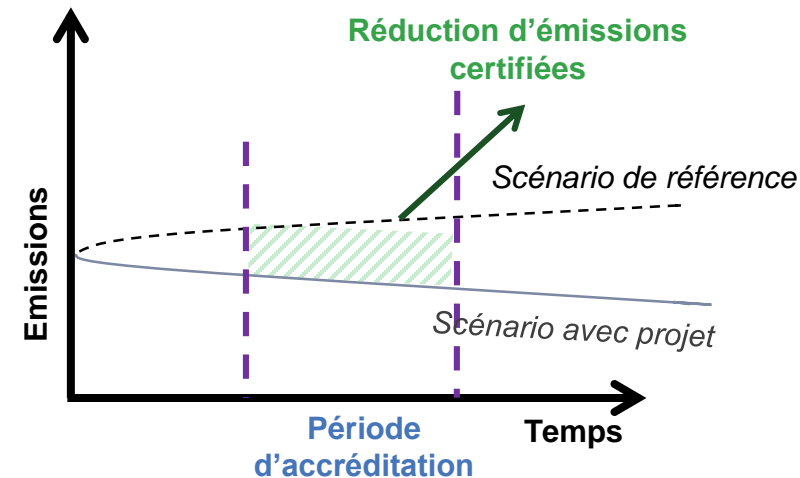 Réduction d'émissions
certifiées
Scénario de référence
Emissions
Scénario avec projet
Période
d'accréditation
Temps